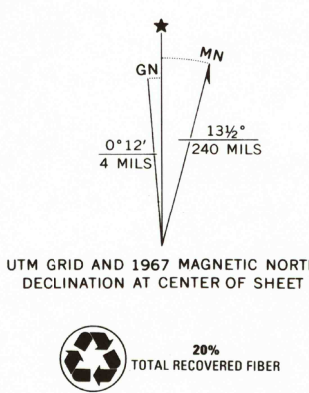 MN
GN
0°12'
4 MILS
13½°
240 MILS
UTM GRID AND 1967 MAGNETIC NORT
DECLINATION AT CENTER OF SHEET
20%
TOTAL RECOVERED FIBER